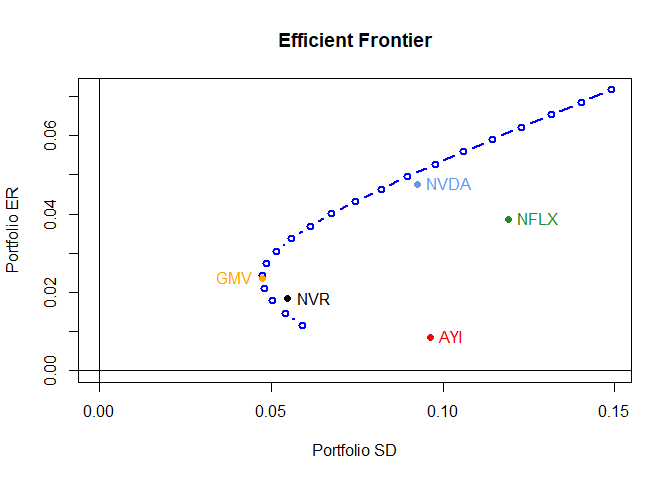 Efficient Frontier
Portfolio ER
0.06
0.04
0.02
0.00
NVDA
NFLX
GMV
NVR
AYI
0.00 0.05 0.10 0.15
Portfolio SD